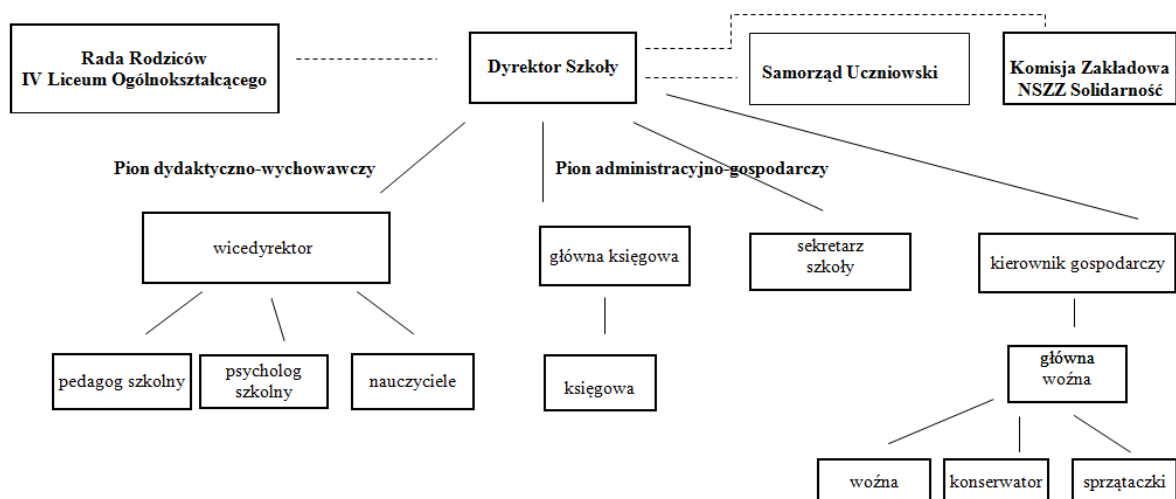 Rada Rodziców
IV Liceum Ogólnokształcącego
Dyrektor Szkoły
Samorząd Uczniowski
Komisja Zakładowa
NSZZ Solidarność
Pion dydaktyczno-wychowawczy
Pion administracyjno-gospodarczy
wicedyrektor
główna księgowa
sekretarz
szkoły
kierownik gospodarczy
pedagog szkolny
psycholog
szkolny
nauczyciele
księgowa
główna
woźna
woźna
konserwator
sprzątaczki